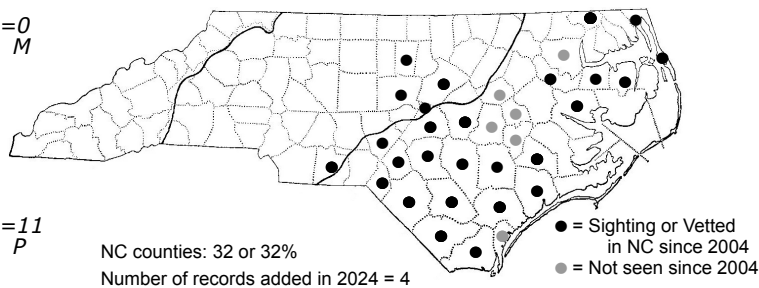 =0
M
=11
P
NC counties: 32 or 32%
Number of records added in 2024 = 4
= Sighting or Vetted
in NC since 2004
= Not seen since 2004